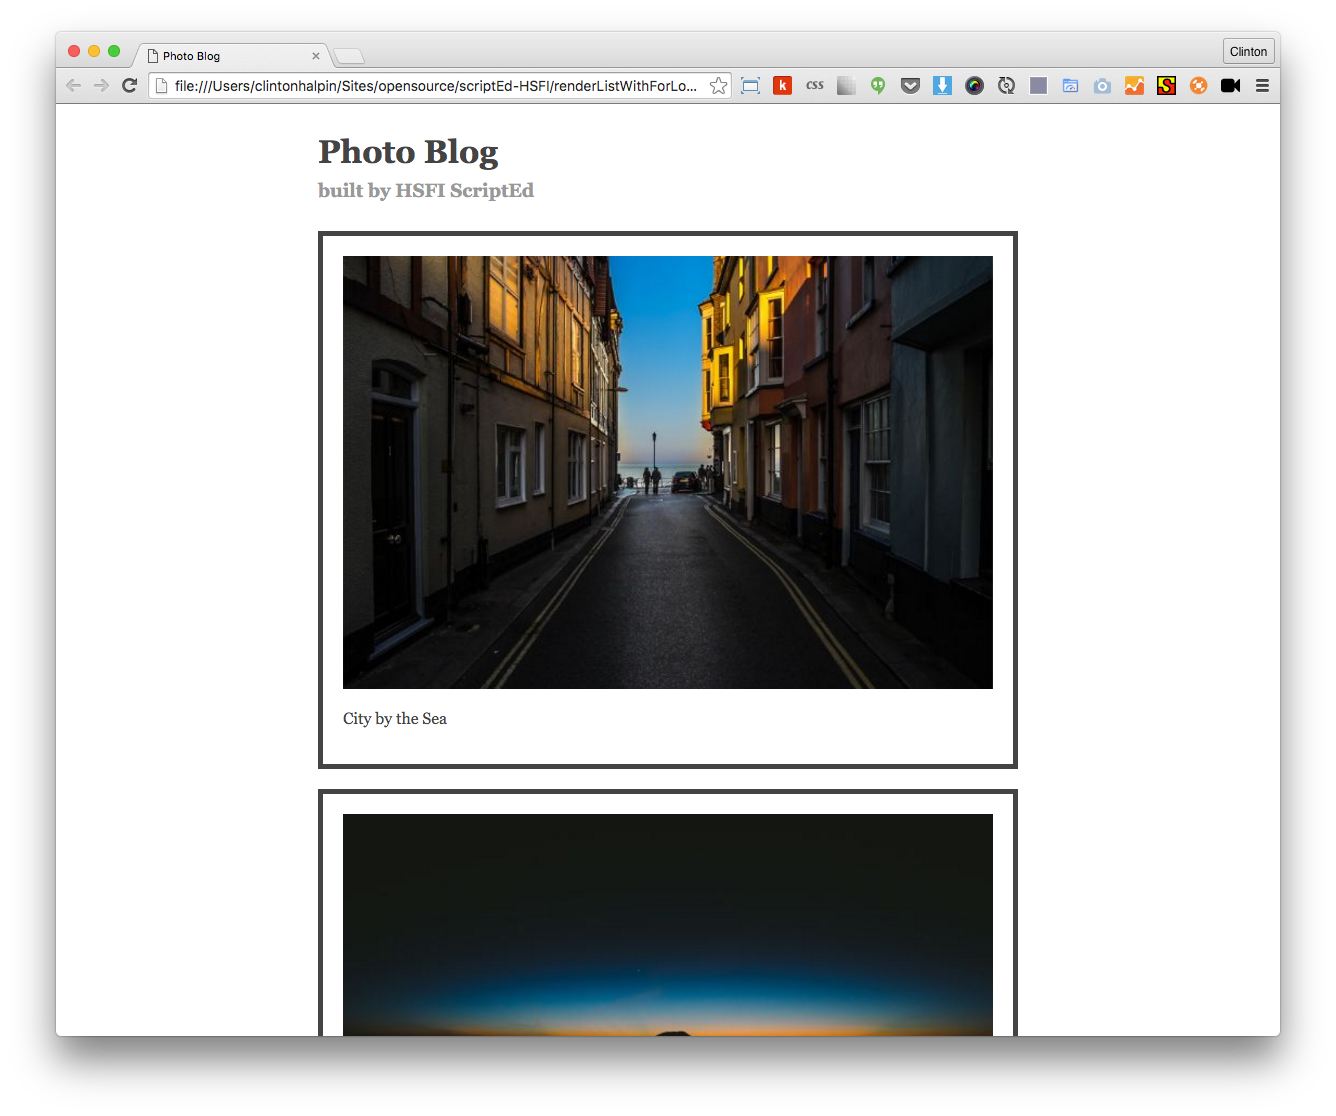 Photo Blog
Clinton
file:///Users/clintonhalpin/Sites/opensource/scriptEd-HSFI/renderListWithForLo...
k
css
S
Photo Blog
built by HSFI ScriptEd
City by the Sea